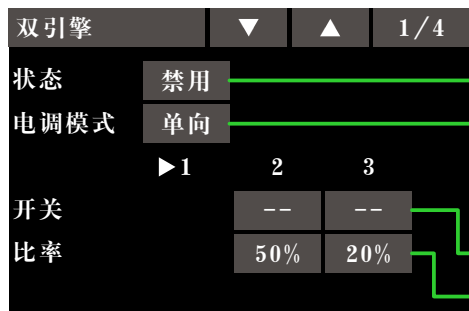 双引擎 ▼ ▲ 1/4
状态 禁用
电调模式 单向
▶1 2 3
开关 -- --
比率 50% 20%